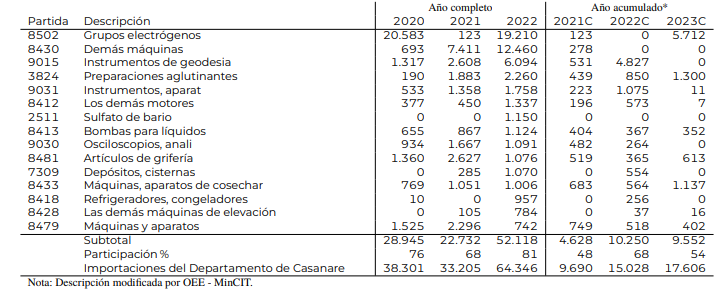 Año completo Año acumulado*
Partida Descripción 2020 2021 2022 2021C 2022C 2023C
8502 Grupos electrógenos 20.583 123 19.210 123 0 5.712
8430 Demás máquinas 693 7.411 12.460 278 0 0
9015 Instrumentos de geodesia 1.317 2.608 6.094 531 4.827 0
3824 Preparaciones aglutinantes 190 1.883 2.260 439 850 1.300
9031 Instrumentos, aparat 533 1.358 1.758 223 1.075 11
8412 Los demás motores 377 450 1.337 196 573 7
2511 Sulfato de bario 0 0 1.150 0 0 0
8413 Bombas para líquidos 655 867 1.124 404 367 352
9030 Osciloscopios, anali 934 1.667 1.091 482 264 0
8481 Artículos de grifería 1.360 2.627 1.076 519 365 613
7309 Depósitos, cisternas 0 285 1.070 0 554 0
8433 Máquinas, aparatos de cosechar 769 1.051 1.006 683 564 1.137
8418 Refrigeradores, congeladores 10 0 957 0 256 0
8428 Las demás máquinas de elevación 0 105 784 0 37 16
8479 Máquinas y aparatos 1.525 2.296 742 749 518 402
Subtotal 28.945 22.732 52.118 4.628 10.250 9.552
Participación % 76 68 81 48 68 54
Importaciones del Departamento de Casanare 38.301 33.205 64.346 9.690 15.028 17.606
Nota: Descripción modificada por OEE - MinCIT.